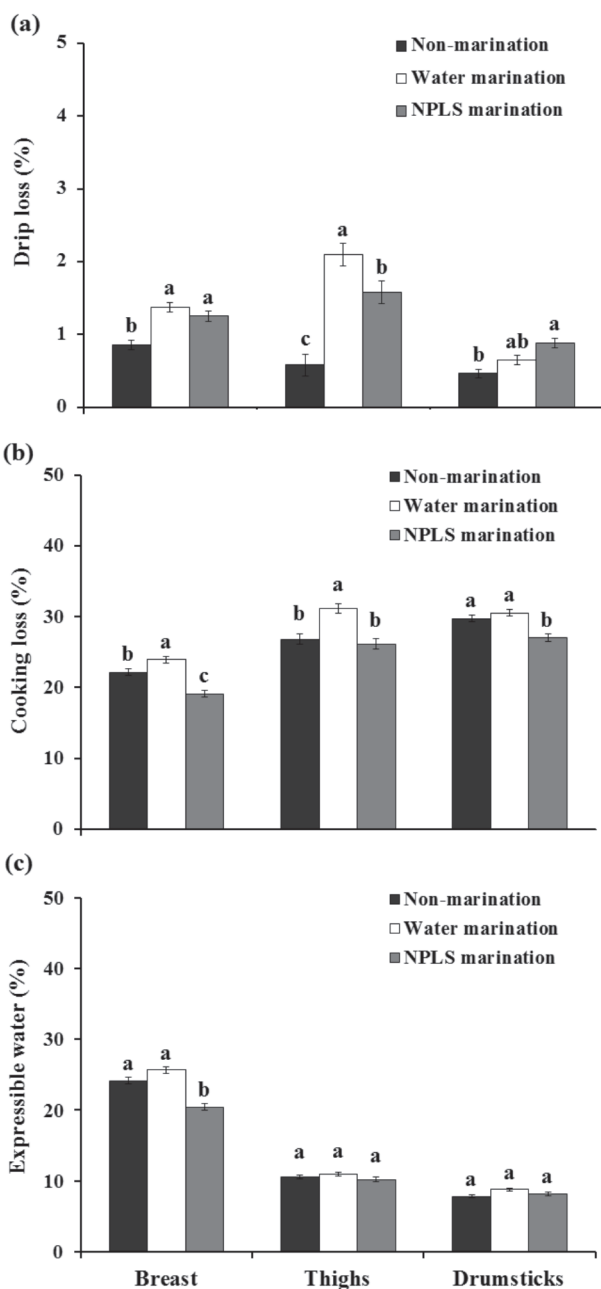 (a)
5
4
3
2
1
0
Drip loss (%)
Non-marination
Water marination
NPLS marination
b
a
a
c
a
b
b
ab
a
(b)
50
40
30
20
10
0
Cooking loss (%)
Non-marination
Water marination
NPLS marination
b
a
c
b
a
b
a
a
b
(c)
50
40
30
20
10
0
Expressible water (%)
Non-marination
Water marination
NPLS marination
a
a
b
a
a
a
a
a
a
Breast
Thighs
Drumsticks